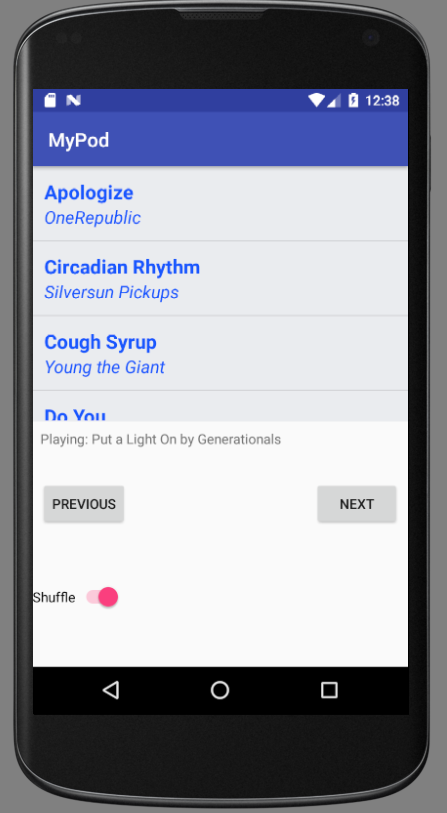 12:38
MyPod
Apologize
OneRepublic
Circadian Rhythm
Silversun Pickups
Cough Syrup
Young the Giant
Do You
Playing: Put a Light On by Generationals
PREVIOUS NEXT
Shuffle